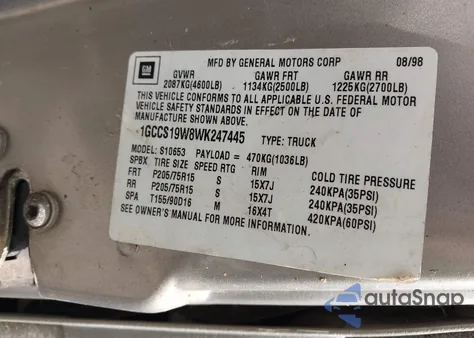 GM
MFD BY GENERAL MOTORS CORP 08/98
GVWR GAWR FRT GAWR RR
2087KG(4600LB) 1134KG(2500LB) 1225KG(2700LB)
THIS VEHICLE CONFORMS TO ALL APPLICABLE U.S. FEDERAL MOTOR
VEHICLE SAFETY STANDARDS IN EFFECT ON THE DATE OF
MANUFACTURE SHOWN ABOVE.
1GCCS19W8WK247445 TYPE: TRUCK
MODEL: S10653 PAYLOAD = 470KG(1036LB)
SPBX TIRE SIZE SPEED RTG RIM COLD TIRE PRESSURE
FRT P205/75R15 S 15X7J 240KPA(35PSI)
RR P205/75R15 S 15X7J 240KPA(35PSI)
SPA T155/90D16 M 16X4T 420KPA(60PSI)
SEE OWNER'S MANUAL FOR MORE INFORMATION.
autoSnap